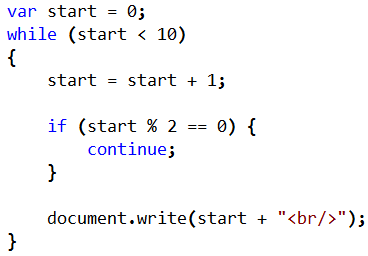 var start = 0;
while (start < 10)
{
    start = start + 1;

    if (start % 2 == 0) {
        continue;
    }

    document.write(start + "<br/>");
}